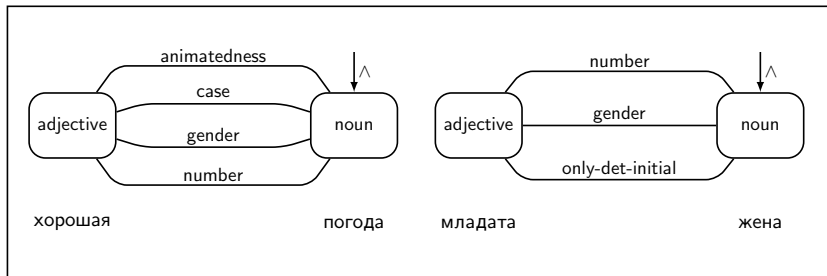 animatedness
case
adjective
noun
∧
gender
number
хорошая погода
number
gender
adjective
noun
∧
only-det-initial
младата жена